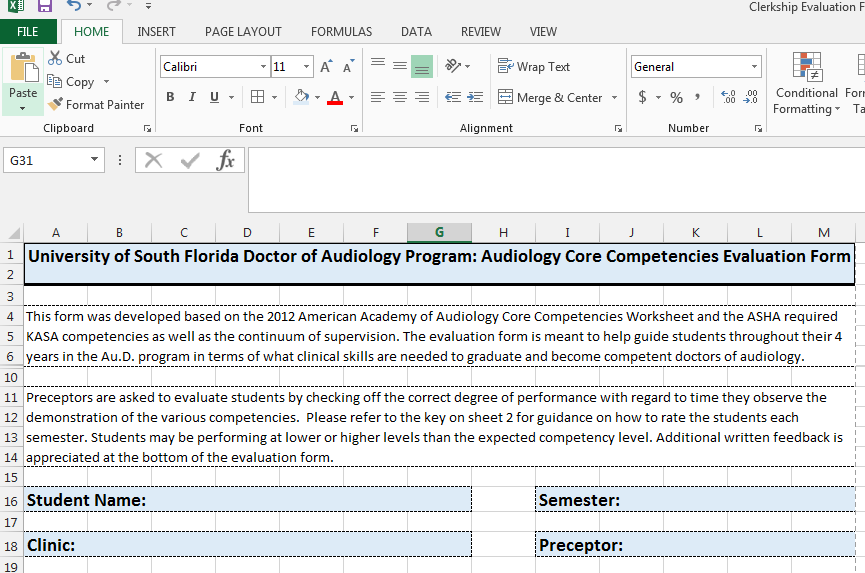 Clerkship Evaluation F
FILE HOME INSERT PAGE LAYOUT FORMULAS DATA REVIEW VIEW
Cut
Calibri 11 Wrap Text General
Copy
Paste Format Painter B I U Merge & Center $ % , Conditional For
Formatting Ta
Clipboard Font Alignment Number
G31 fx
A B C D E F G H I J K L M
1 University of South Florida Doctor of Audiology Program: Audiology Core Competencies Evaluation Form
2
3
4 This form was developed based on the 2012 American Academy of Audiology Core Competencies Worksheet and the ASHA required
5 KASA competencies as well as the continuum of supervision. The evaluation form is meant to help guide students throughout their 4
6 years in the Au.D. program in terms of what clinical skills are needed to graduate and become competent doctors of audiology.
10
11 Preceptors are asked to evaluate students by checking off the correct degree of performance with regard to time they observe the
12 demonstration of the various competencies. Please refer to the key on sheet 2 for guidance on how to rate the students each
13 semester. Students may be performing at lower or higher levels than the expected competency level. Additional written feedback is
14 appreciated at the bottom of the evaluation form.
15
16 Student Name: Semester:
17
18 Clinic: Preceptor:
19